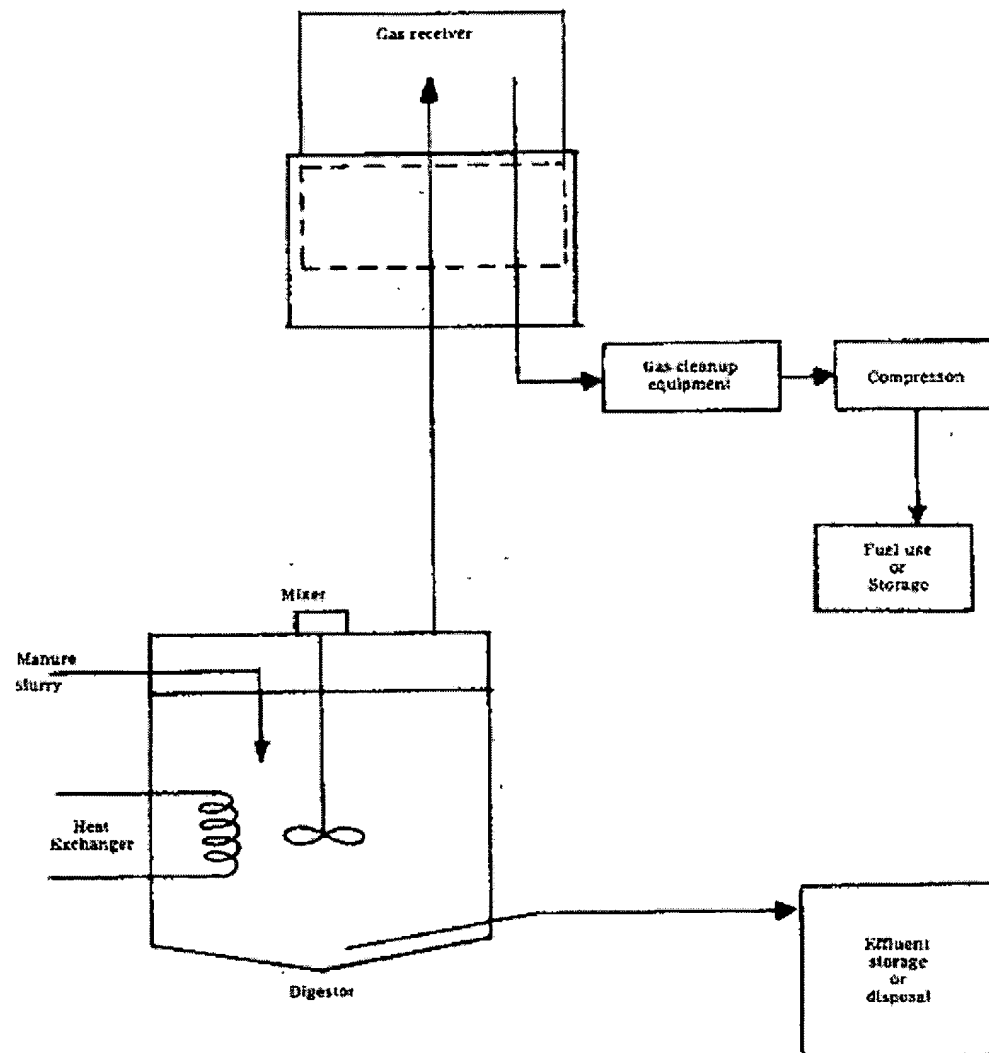 Gas receiver
Gas cleanup
equipment
Compressor
Fuel use
or
Storage
Mixer
Manure
slurry
Heat
Exchanger
Effluent
storage
or
disposal
Digestor